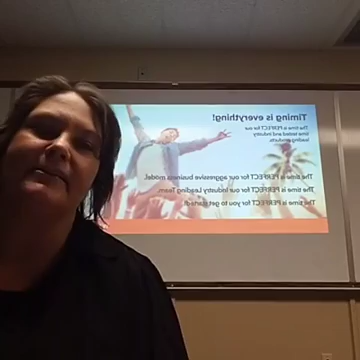 Timing is everything!
The time is PERFECT for our
time tested and industry
leading products.
The time is PERFECT for our aggressive business model.
The time is PERFECT for our Industry Leading Team.
The time is PERFECT for you to get started!